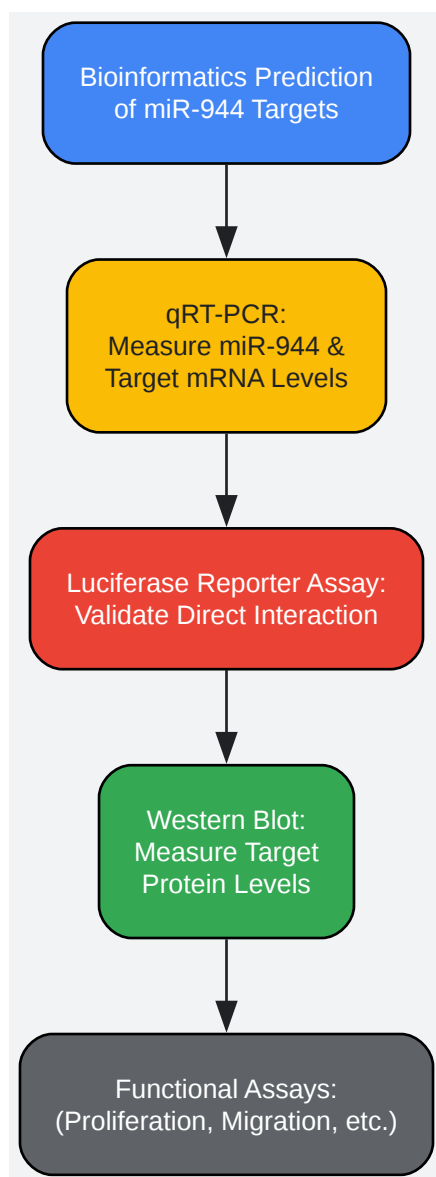 Bioinformatics Prediction
of miR-944 Targets
qRT-PCR:
Measure miR-944 &
Target mRNA Levels
Luciferase Reporter Assay:
Validate Direct Interaction
Western Blot:
Measure Target
Protein Levels
Functional Assays:
(Proliferation, Migration, etc.)